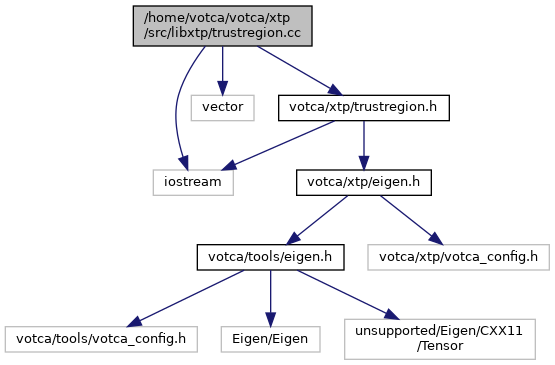 /home/votca/votca/xtp
/src/libxtp/trustregion.cc
vector
votca/xtp/trustregion.h
iostream
votca/xtp/eigen.h
votca/tools/eigen.h
votca/xtp/votca_config.h
votca/tools/votca_config.h
Eigen/Eigen
unsupported/Eigen/CXX11
/Tensor